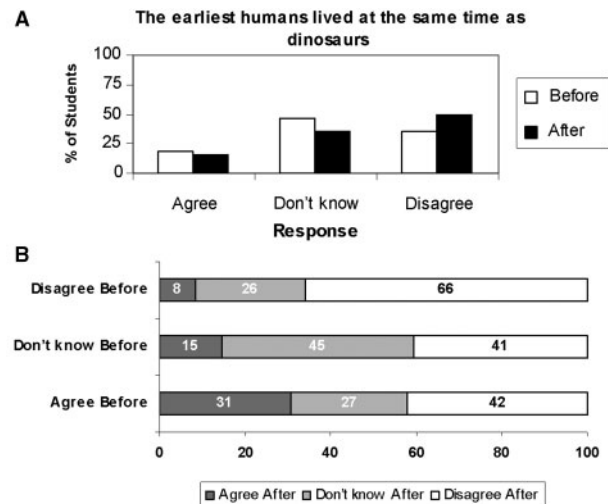 A
The earliest humans lived at the same time as
dinosaurs
% of Students
100
75
50
25
0
Before
After
Agree Don't know Disagree
Response
B
Disagree Before 8 26 66
Don't know Before 15 45 41
Agree Before 31 27 42
0 20 40 60 80 100
Agree After Don't know After Disagree After